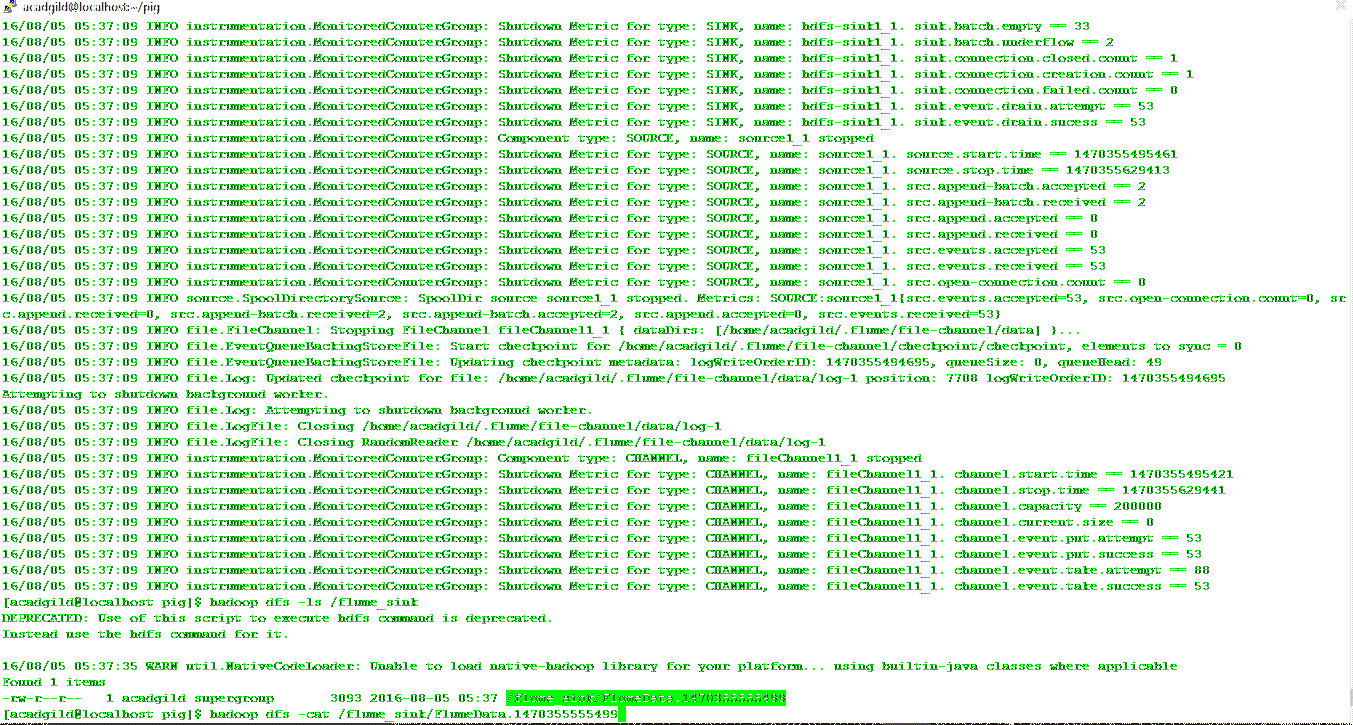 acadgild@localhost:~/pig
16/08/05 05:37:09 INFO instrumentation.MonitoredCounterGroup: Shutdown Metric for type: SINK, name: hdfs-sink1_1. sink.batch.empty == 33
16/08/05 05:37:09 INFO instrumentation.MonitoredCounterGroup: Shutdown Metric for type: SINK, name: hdfs-sink1_1. sink.batch.underflow == 2
16/08/05 05:37:09 INFO instrumentation.MonitoredCounterGroup: Shutdown Metric for type: SINK, name: hdfs-sink1_1. sink.connection.closed.count == 1
16/08/05 05:37:09 INFO instrumentation.MonitoredCounterGroup: Shutdown Metric for type: SINK, name: hdfs-sink1_1. sink.connection.creation.count == 1
16/08/05 05:37:09 INFO instrumentation.MonitoredCounterGroup: Shutdown Metric for type: SINK, name: hdfs-sink1_1. sink.connection.failed.count == 0
16/08/05 05:37:09 INFO instrumentation.MonitoredCounterGroup: Shutdown Metric for type: SINK, name: hdfs-sink1_1. sink.event.drain.attempt == 53
16/08/05 05:37:09 INFO instrumentation.MonitoredCounterGroup: Shutdown Metric for type: SINK, name: hdfs-sink1_1. sink.event.drain.sucess == 53
16/08/05 05:37:09 INFO instrumentation.MonitoredCounterGroup: Component type: SOURCE, name: source1_1 stopped
16/08/05 05:37:09 INFO instrumentation.MonitoredCounterGroup: Shutdown Metric for type: SOURCE, name: source1_1. source.start.time == 1470355495461
16/08/05 05:37:09 INFO instrumentation.MonitoredCounterGroup: Shutdown Metric for type: SOURCE, name: source1_1. source.stop.time == 1470355629413
16/08/05 05:37:09 INFO instrumentation.MonitoredCounterGroup: Shutdown Metric for type: SOURCE, name: source1_1. src.append-batch.accepted == 2
16/08/05 05:37:09 INFO instrumentation.MonitoredCounterGroup: Shutdown Metric for type: SOURCE, name: source1_1. src.append-batch.received == 2
16/08/05 05:37:09 INFO instrumentation.MonitoredCounterGroup: Shutdown Metric for type: SOURCE, name: source1_1. src.append.accepted == 0
16/08/05 05:37:09 INFO instrumentation.MonitoredCounterGroup: Shutdown Metric for type: SOURCE, name: source1_1. src.append.received == 0
16/08/05 05:37:09 INFO instrumentation.MonitoredCounterGroup: Shutdown Metric for type: SOURCE, name: source1_1. src.events.accepted == 53
16/08/05 05:37:09 INFO instrumentation.MonitoredCounterGroup: Shutdown Metric for type: SOURCE, name: source1_1. src.events.received == 53
16/08/05 05:37:09 INFO instrumentation.MonitoredCounterGroup: Shutdown Metric for type: SOURCE, name: source1_1. src.open-connection.count == 0
16/08/05 05:37:09 INFO source.SpoolDirectorySource: SpoolDir source source1_1 stopped. Metrics: SOURCE:source1_1{src.events.accepted=53, src.open-connection.count=0, sr
c.append.received=0, src.append-batch.received=2, src.append-batch.accepted=2, src.append.accepted=0, src.events.received=53}
16/08/05 05:37:09 INFO file.FileChannel: Stopping FileChannel fileChannel1_1 { dataDirs: [/home/acadgild/.flume/file-channel/data] }...
16/08/05 05:37:09 INFO file.EventQueueBackingStoreFile: Start checkpoint for /home/acadgild/.flume/file-channel/checkpoint/checkpoint, elements to sync = 0
16/08/05 05:37:09 INFO file.EventQueueBackingStoreFile: Updating checkpoint metadata: logWriteOrderID: 1470355494695, queueSize: 0, queueHead: 49
16/08/05 05:37:09 INFO file.Log: Updated checkpoint for file: /home/acadgild/.flume/file-channel/data/log-1 position: 7708 logWriteOrderID: 1470355494695
Attempting to shutdown background worker.
16/08/05 05:37:09 INFO file.Log: Attempting to shutdown background worker.
16/08/05 05:37:09 INFO file.LogFile: Closing /home/acadgild/.flume/file-channel/data/log-1
16/08/05 05:37:09 INFO file.LogFile: Closing RandomReader /home/acadgild/.flume/file-channel/data/log-1
16/08/05 05:37:09 INFO instrumentation.MonitoredCounterGroup: Component type: CHANNEL, name: fileChannel1_1 stopped
16/08/05 05:37:09 INFO instrumentation.MonitoredCounterGroup: Shutdown Metric for type: CHANNEL, name: fileChannel1_1. channel.start.time == 1470355495421
16/08/05 05:37:09 INFO instrumentation.MonitoredCounterGroup: Shutdown Metric for type: CHANNEL, name: fileChannel1_1. channel.stop.time == 1470355629441
16/08/05 05:37:09 INFO instrumentation.MonitoredCounterGroup: Shutdown Metric for type: CHANNEL, name: fileChannel1_1. channel.capacity == 200000
16/08/05 05:37:09 INFO instrumentation.MonitoredCounterGroup: Shutdown Metric for type: CHANNEL, name: fileChannel1_1. channel.current.size == 0
16/08/05 05:37:09 INFO instrumentation.MonitoredCounterGroup: Shutdown Metric for type: CHANNEL, name: fileChannel1_1. channel.event.put.attempt == 53
16/08/05 05:37:09 INFO instrumentation.MonitoredCounterGroup: Shutdown Metric for type: CHANNEL, name: fileChannel1_1. channel.event.put.success == 53
16/08/05 05:37:09 INFO instrumentation.MonitoredCounterGroup: Shutdown Metric for type: CHANNEL, name: fileChannel1_1. channel.event.take.attempt == 88
16/08/05 05:37:09 INFO instrumentation.MonitoredCounterGroup: Shutdown Metric for type: CHANNEL, name: fileChannel1_1. channel.event.take.success == 53
[acadgild@localhost pig]$ hadoop dfs -ls /flume_sink
DEPRECATED: Use of this script to execute hdfs command is deprecated.
Instead use the hdfs command for it.
16/08/05 05:37:35 WARN util.NativeCodeLoader: Unable to load native-hadoop library for your platform... using builtin-java classes where applicable
Found 1 items
-rw-r--r-- 1 acadgild supergroup 3093 2016-08-05 05:37 /flume_sink/FlumeData.1470355555499
[acadgild@localhost pig]$ hadoop dfs -cat /flume_sink/FlumeData.1470355555499